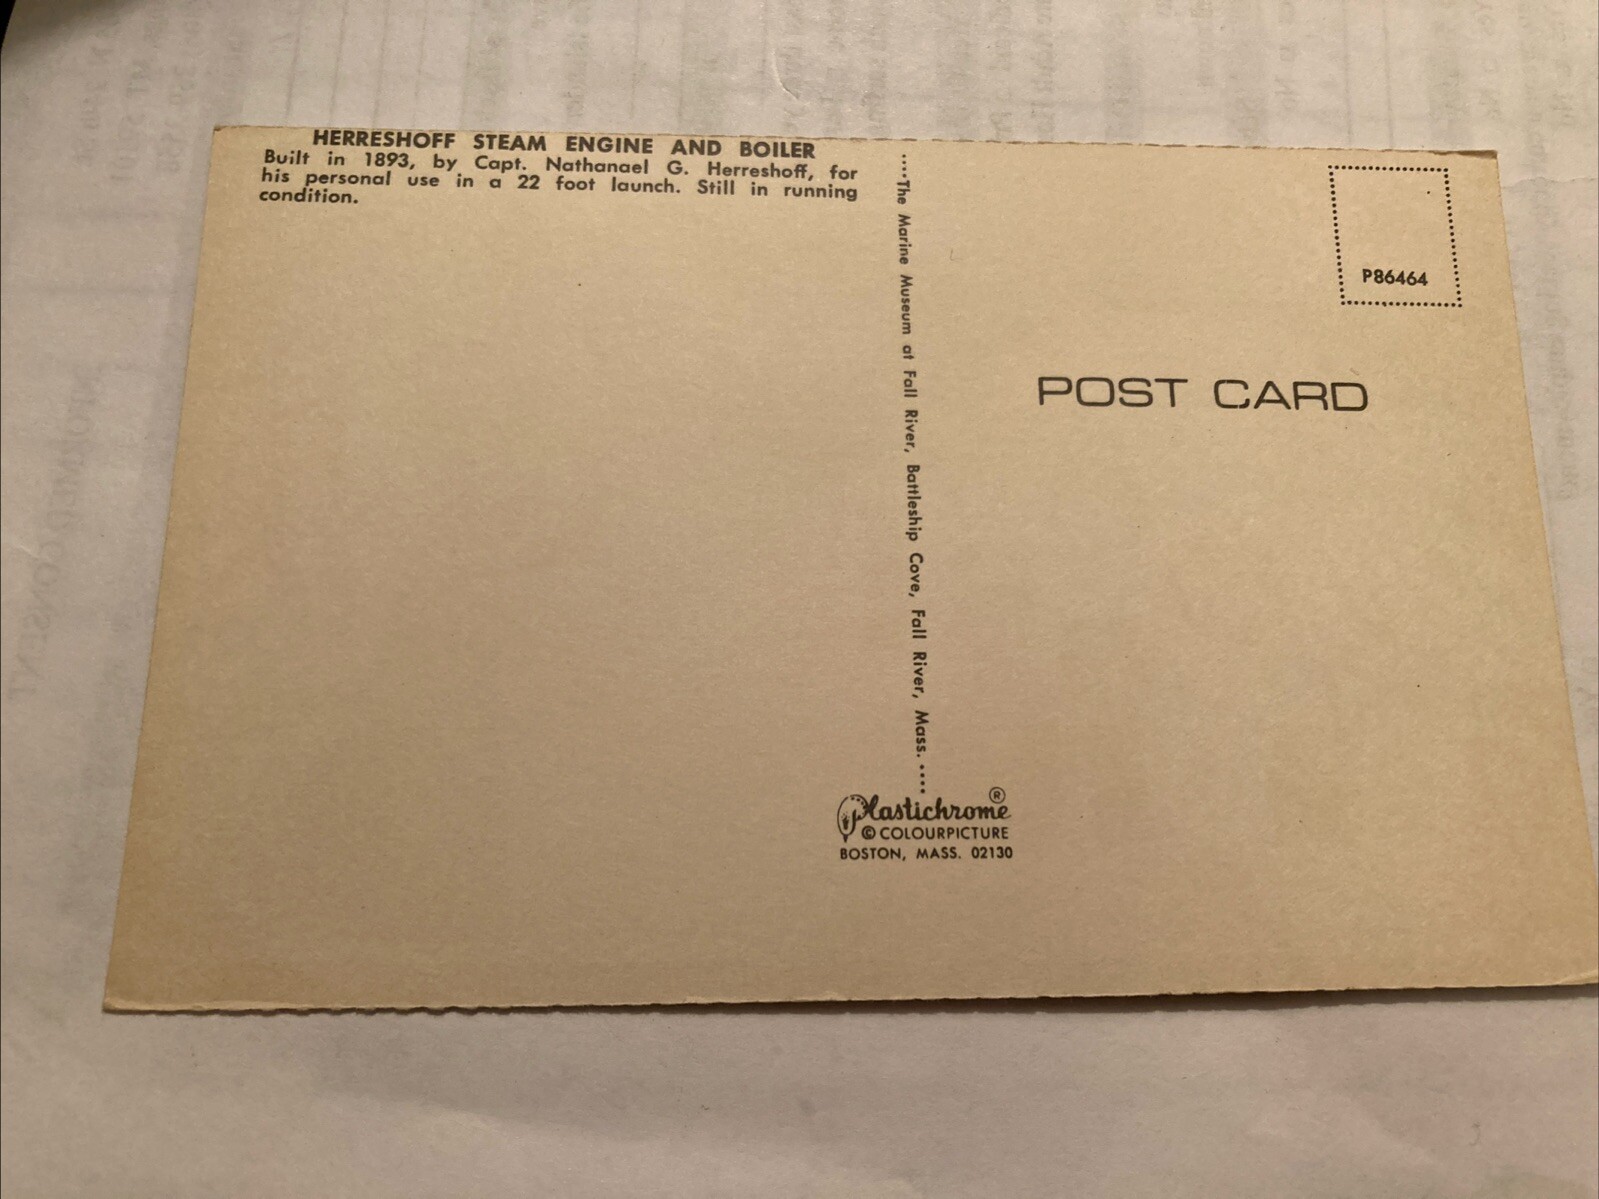 HERRESHOFF STEAM ENGINE AND BOILER
Built in 1893, by Capt. Nathanael G. Herreshoff, for
his personal use in a 22 foot launch. Still in running
condition.
....The Marine Museum at Fall River, Battleship Cove, Fall River, Mass. ....
P86464
POST CARD
Plastichrome ®
© COLOURPICTURE
BOSTON, MASS. 02130